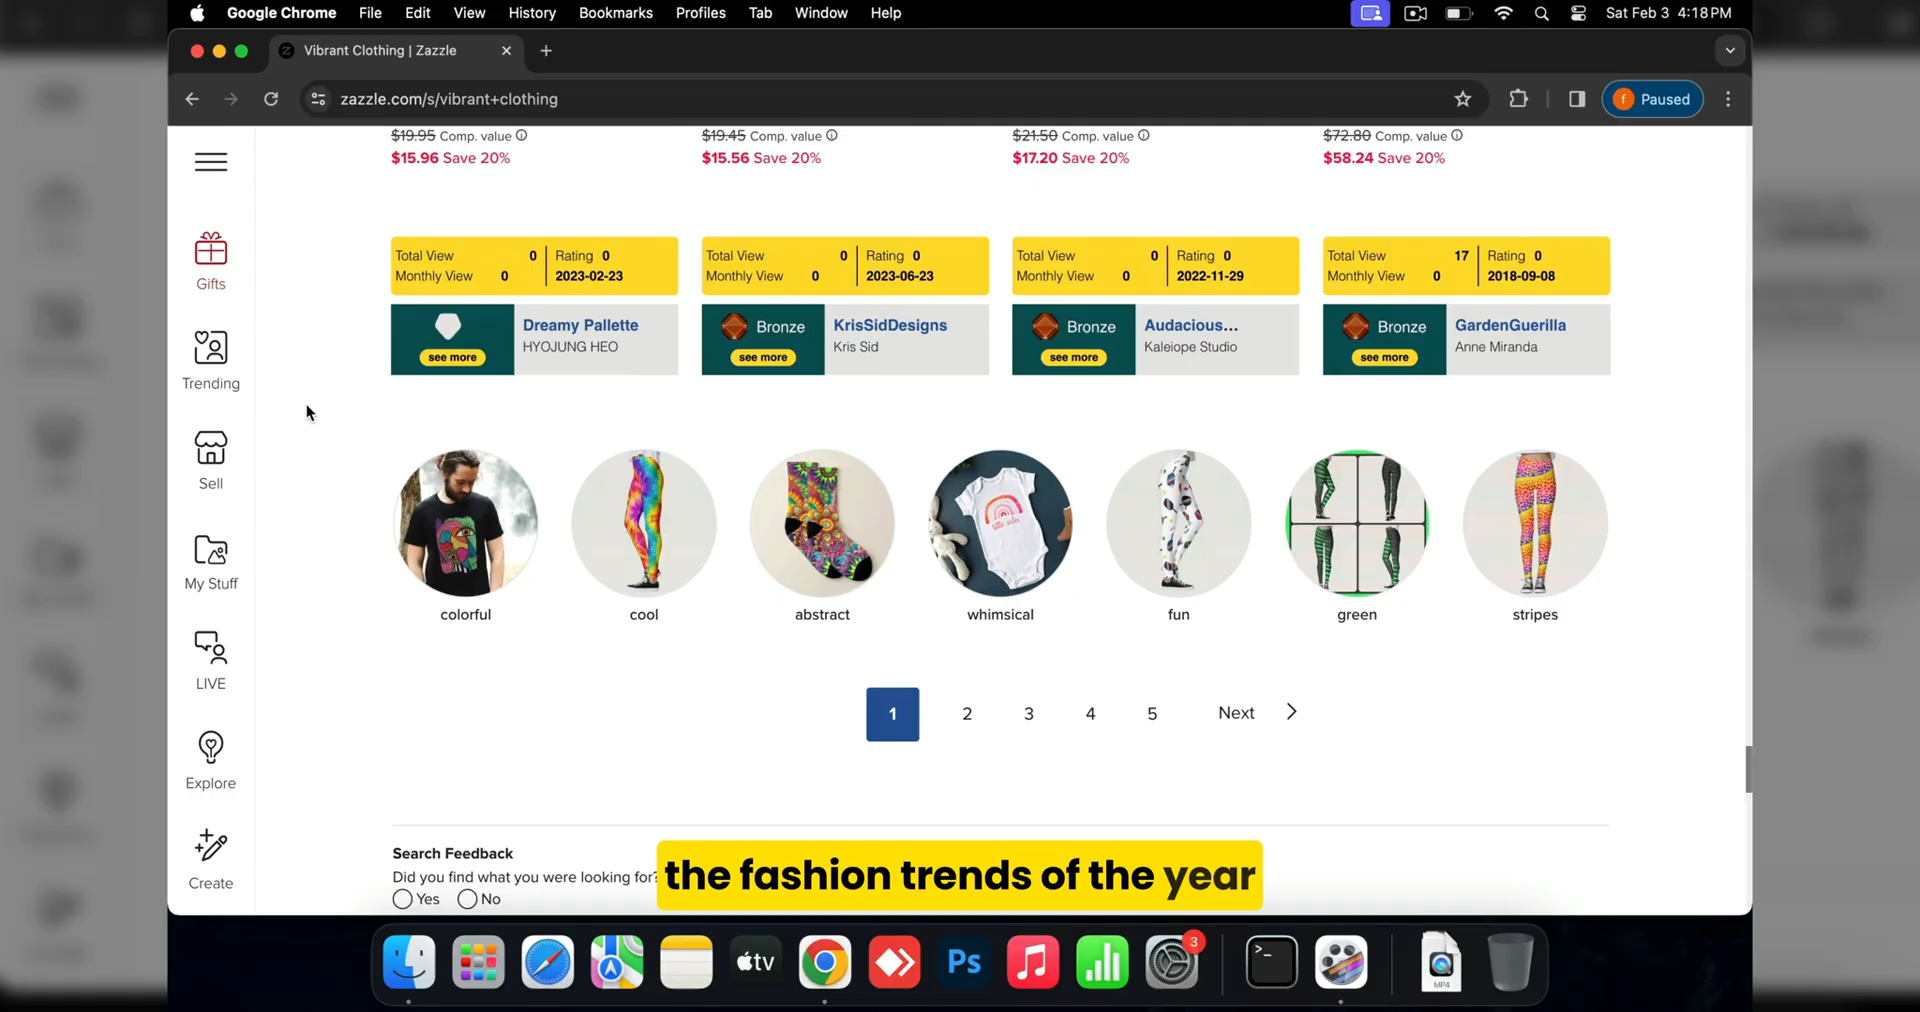 Google Chrome File Edit View History Bookmarks Profiles Tab Window Help Sat Feb 3 4:18 PM
Vibrant Clothing | Zazzle
zazzle.com/s/vibrant+clothing
f Paused
$19.95 Comp. value
$15.96 Save 20%
$19.45 Comp. value
$15.56 Save 20%
$21.50 Comp. value
$17.20 Save 20%
$72.80 Comp. value
$58.24 Save 20%
Gifts
Trending
Sell
My Stuff
LIVE
Explore
Create
Total View 0 Rating 0
Monthly View 0 2023-02-23
see more
Dreamy Pallette
HYOJUNG HEO
Total View 0 Rating 0
Monthly View 0 2023-06-23
Bronze
see more
KrisSidDesigns
Kris Sid
Total View 0 Rating 0
Monthly View 0 2022-11-29
Bronze
see more
Audacious...
Kaleiope Studio
Total View 17 Rating 0
Monthly View 0 2018-09-08
Bronze
see more
GardenGuerilla
Anne Miranda
colorful cool abstract whimsical fun green stripes
1 2 3 4 5 Next
Search Feedback
Did you find what you were looking for?
Yes No
the fashion trends of the year
tv Ps 3 >_ MP4